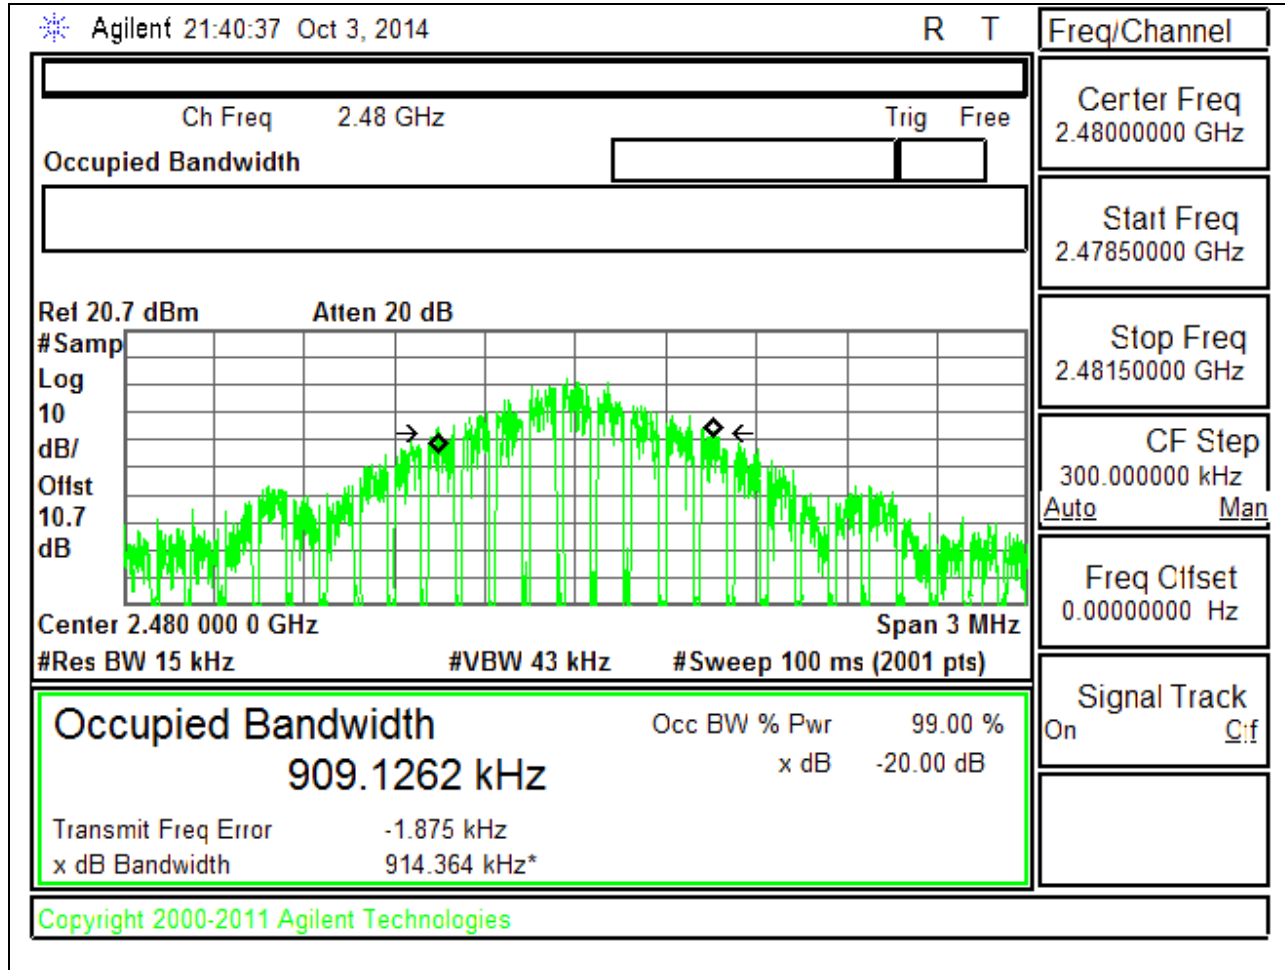 Agilent 21:40:37 Oct 3, 2014 R T
Freq/Channel
Ch Freq 2.48 GHz Trig Free
Occupied Bandwidth
Center Freq
2.48000000 GHz
Start Freq
2.47850000 GHz
Stop Freq
2.48150000 GHz
CF Step
300.000000 kHz
Auto Man
Freq Offset
0.00000000 Hz
Signal Track
On Off
Ref 20.7 dBm Atten 20 dB
#Samp
Log
10
dB/
Offst
10.7
dB
Center 2.480 000 0 GHz Span 3 MHz
#Res BW 15 kHz #VBW 43 kHz #Sweep 100 ms (2001 pts)
Occupied Bandwidth
909.1262 kHz
Occ BW % Pwr 99.00 %
x dB -20.00 dB
Transmit Freq Error -1.875 kHz
x dB Bandwidth 914.364 kHz*
Copyright 2000-2011 Agilent Technologies